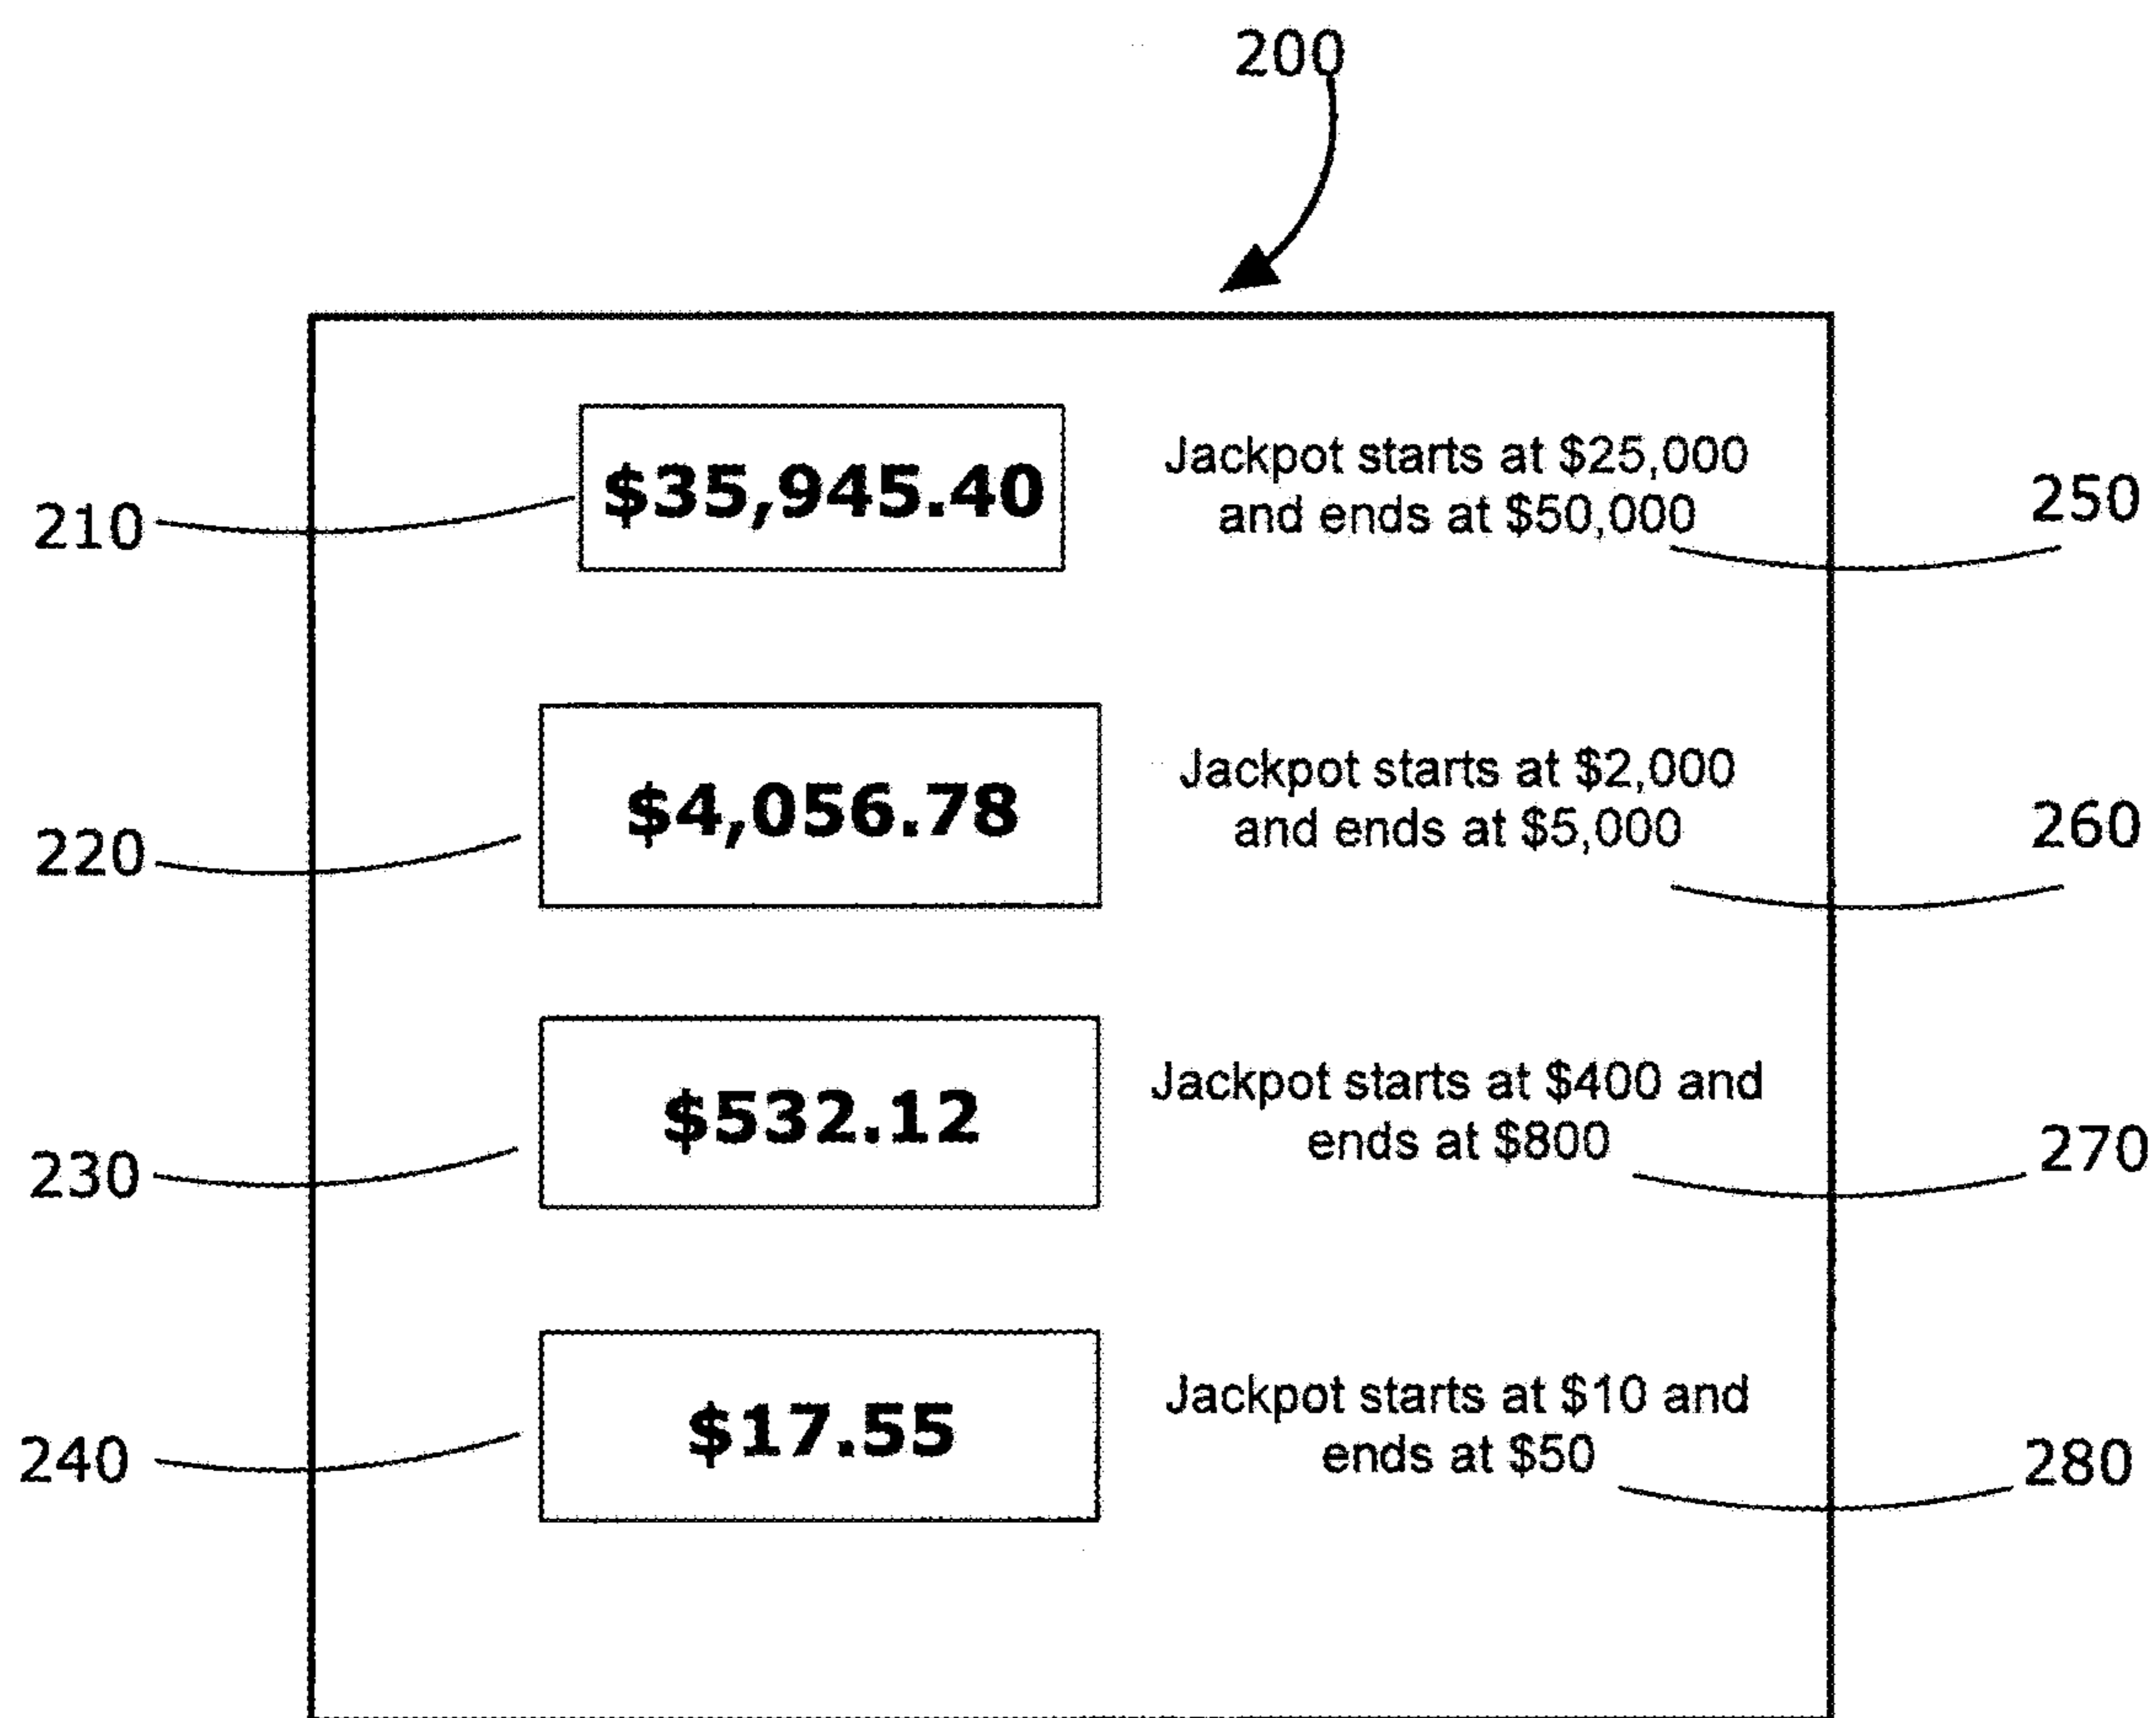 200
$35,945.40
Jackpot starts at $25,000
and ends at $50,000
210
250
$4,056.78
Jackpot starts at $2,000
and ends at $5,000
220
260
$532.12
Jackpot starts at $400 and
ends at $800
230
270
$17.55
Jackpot starts at $10 and
ends at $50
240
280